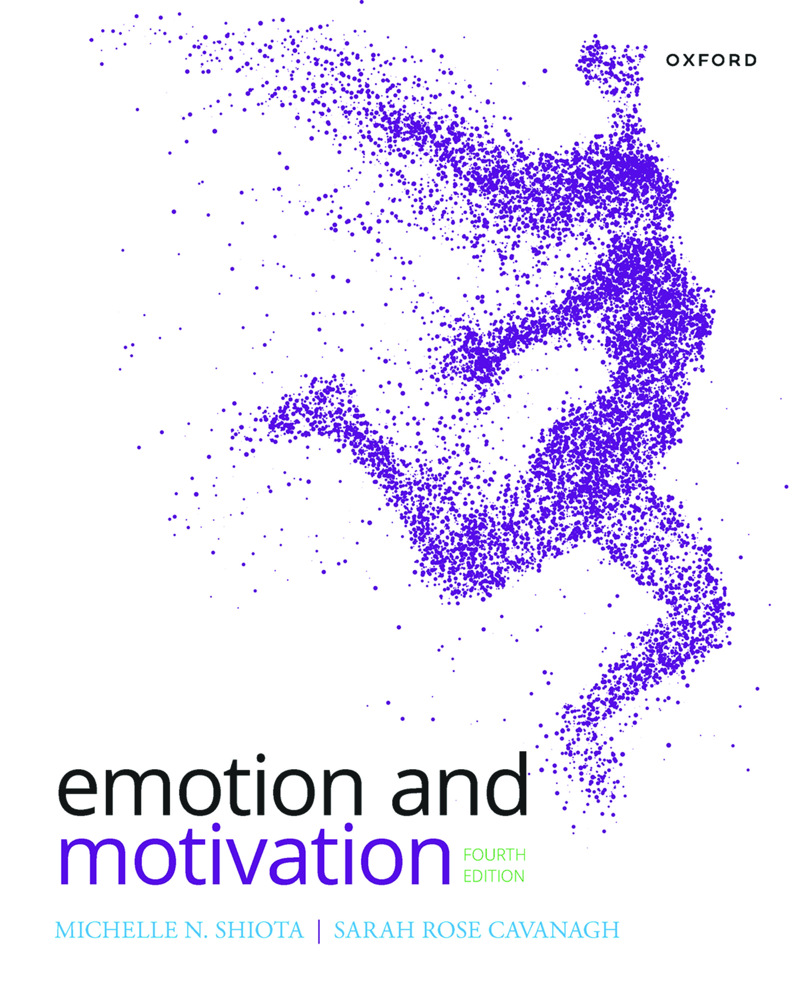 OXFORD
emotion and
motivation
FOURTH
EDITION
MICHELLE N. SHIOTA | SARAH ROSE CAVANAGH